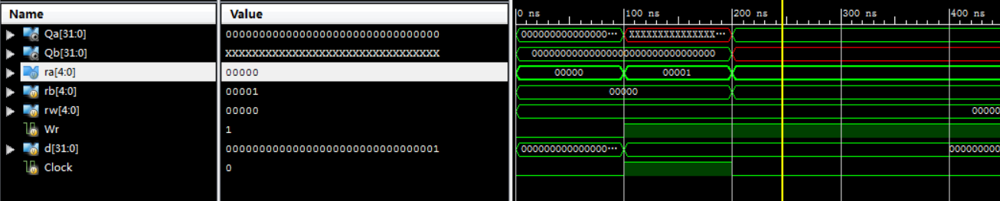 Name Value 0 ns 100 ns 200 ns 300 ns 400 ns
Qa[31:0] 00000000000000000000000000000000 000000000000000... XXXXXXXXXXXXXXX...
Qb[31:0] XXXXXXXXXXXXXXXXXXXXXXXXXXXXXXXX 00000000000000000000000000000000
ra[4:0] 00000 00000 00001
rb[4:0] 00001 00000
rw[4:0] 00000 00000
Wr 1
d[31:0] 00000000000000000000000000000001 000000000000000... 000000000
Clock 0